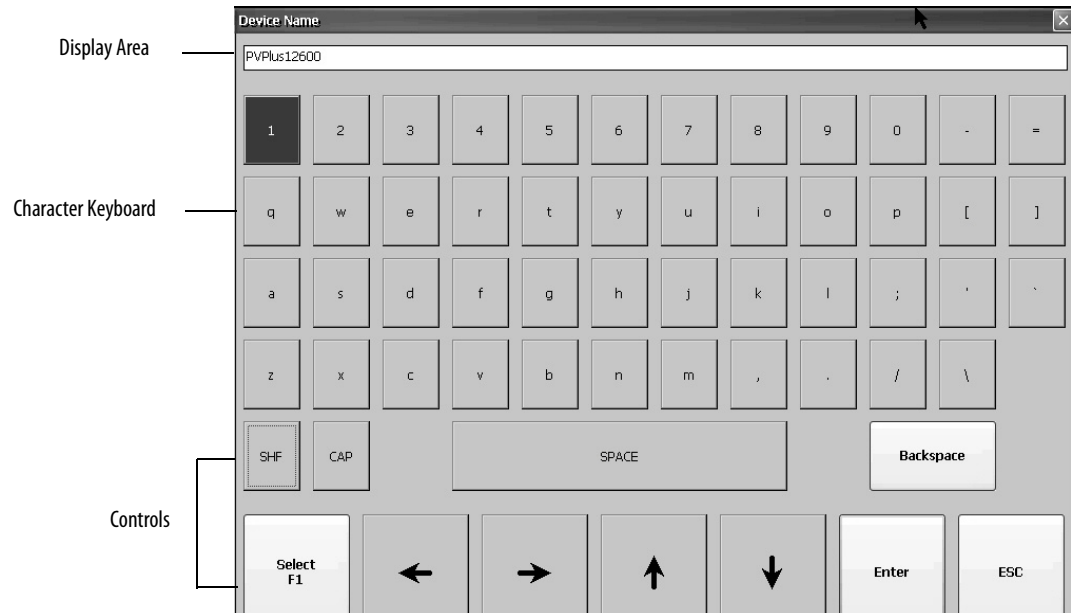 Device Name
Display Area
PVPlus12600
1 2 3 4 5 6 7 8 9 0 - =
Character Keyboard
q w e r t y u i o p [ ]
a s d f g h j k l ; ' `
z x c v b n m , . / \
SHF CAP SPACE Backspace
Controls
Select
F1
Enter ESC